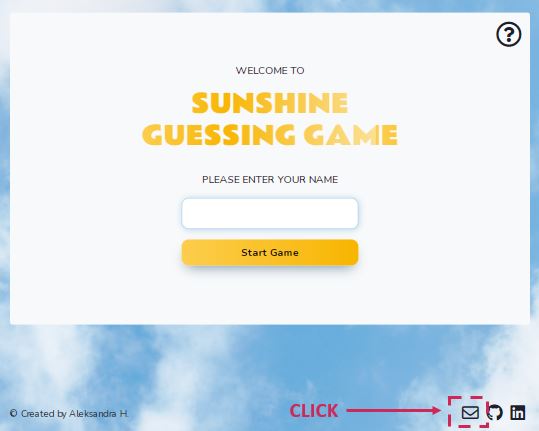 WELCOME TO
SUNSHINE
GUESSING GAME
PLEASE ENTER YOUR NAME
Start Game
© Created by Aleksandra H.
CLICK